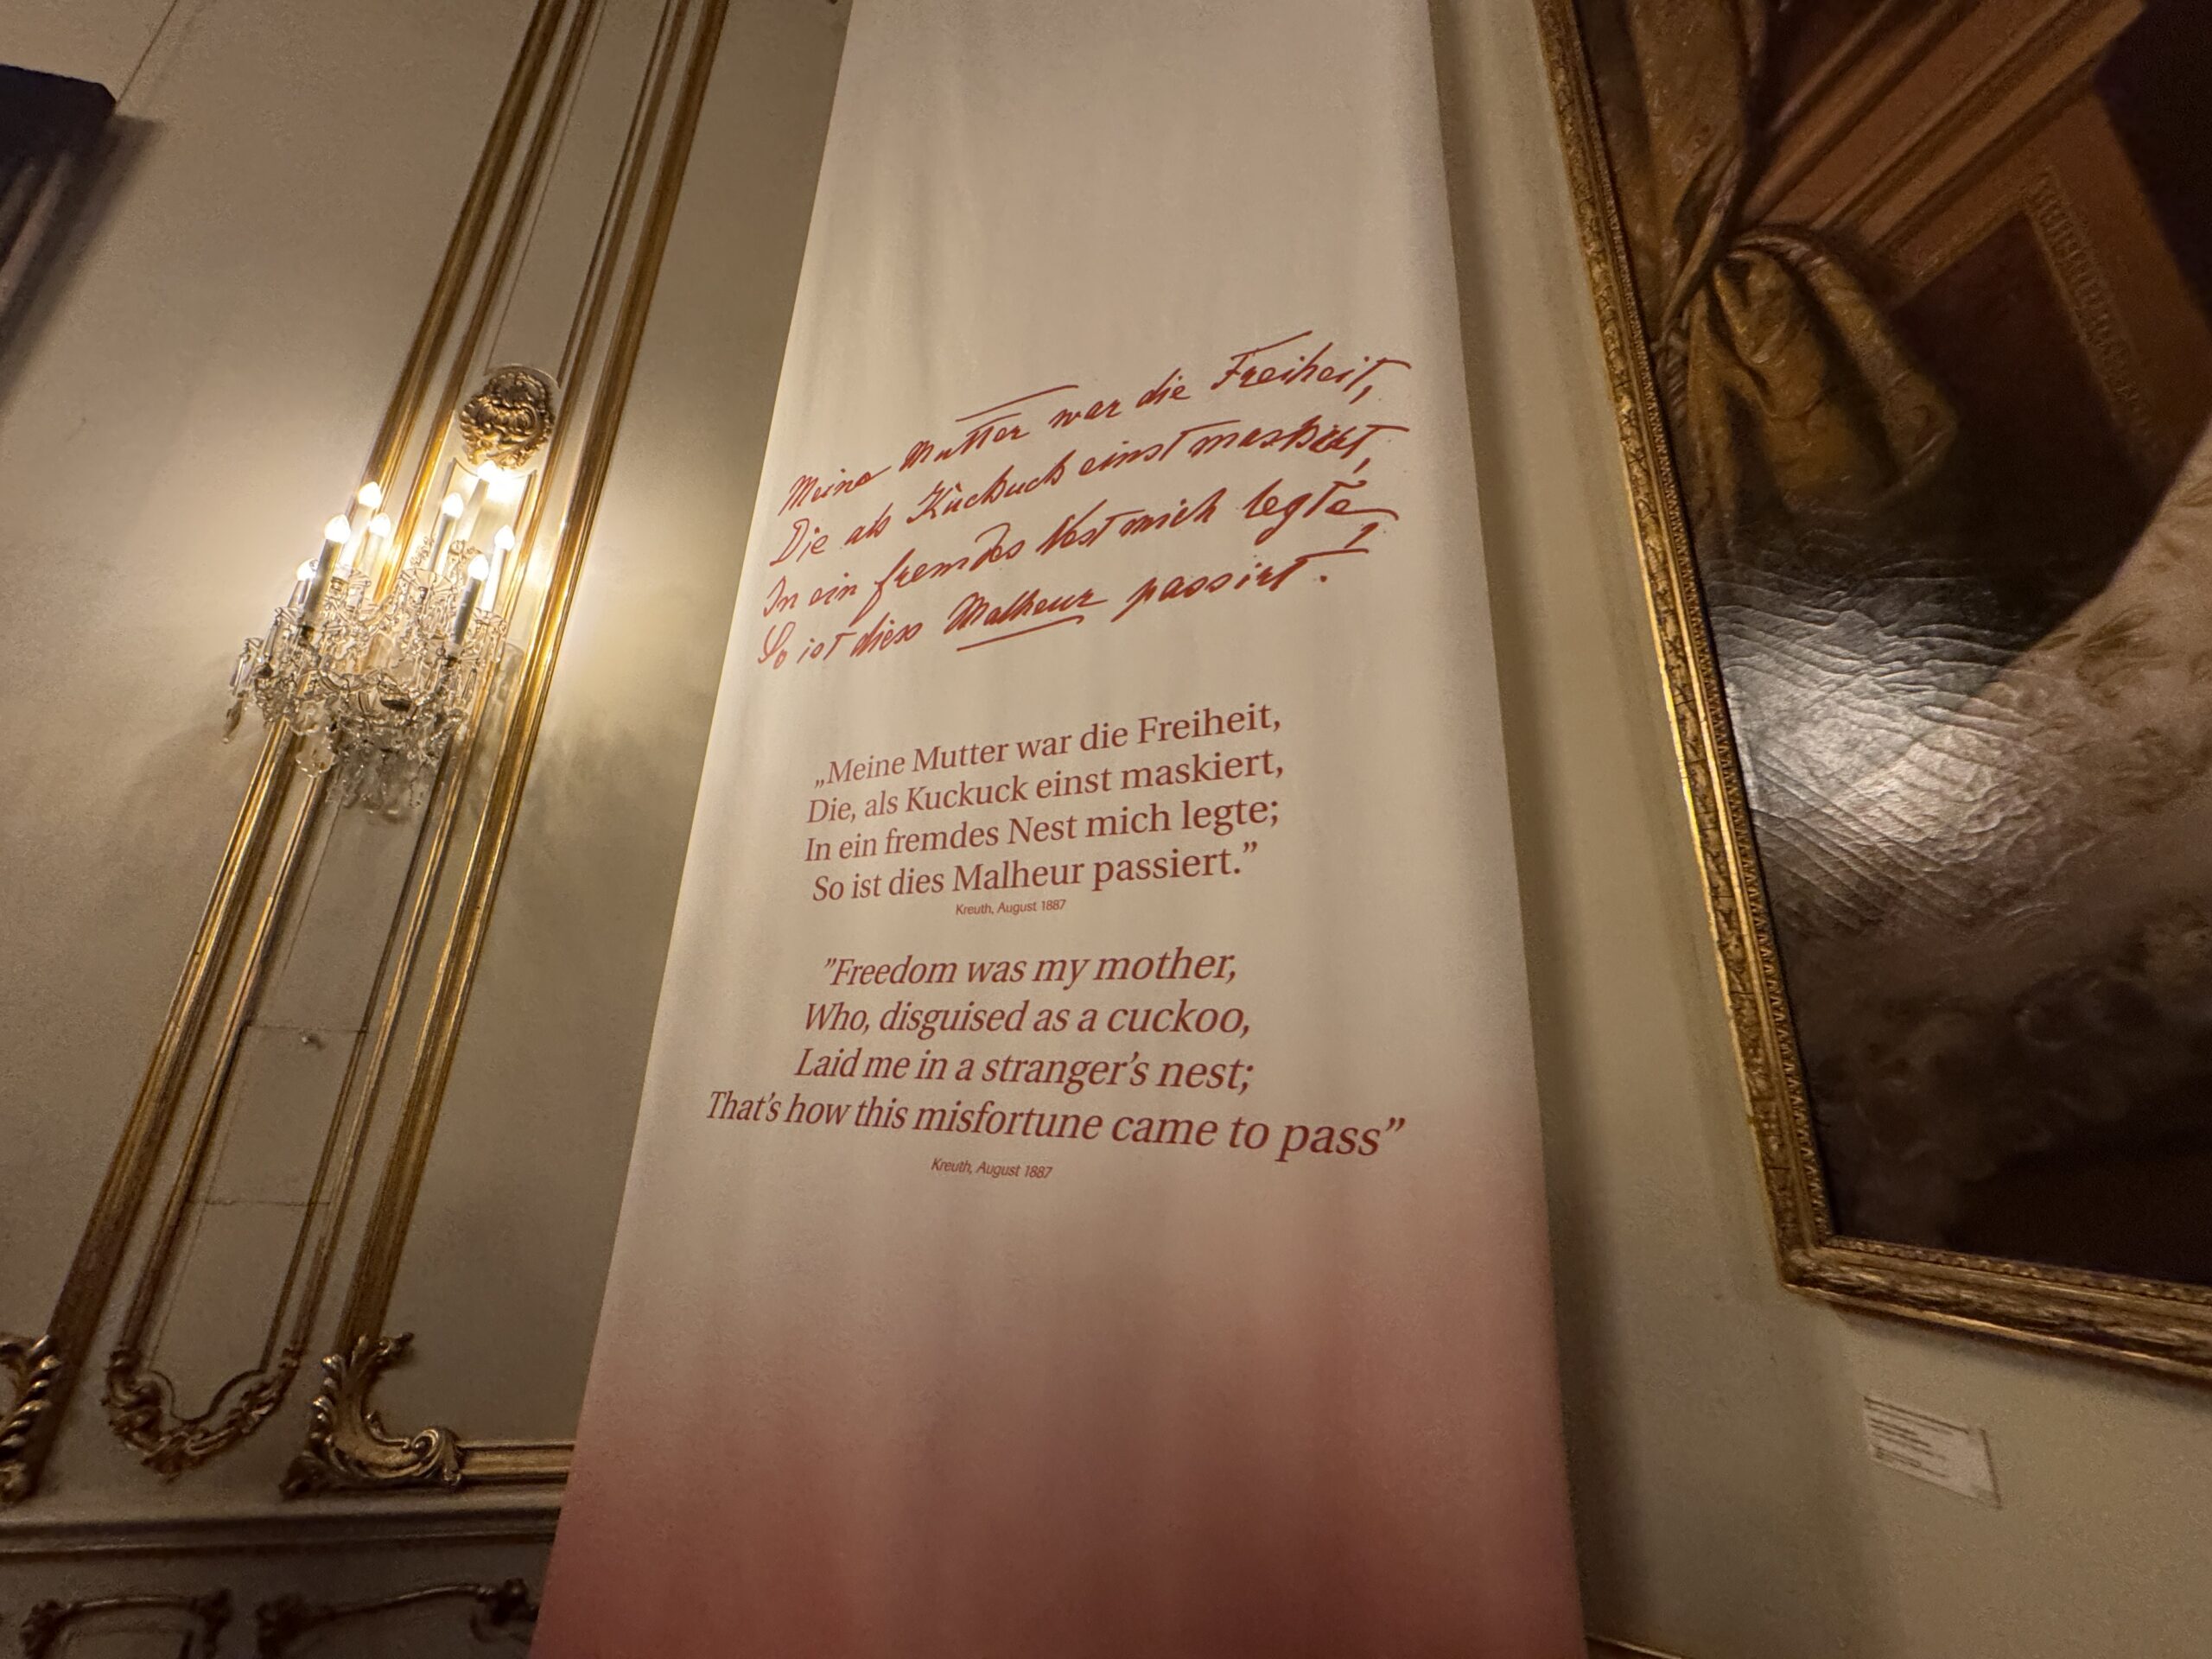 Meine Mutter war die Freiheit,
Die als Kuckuck einst maskirt,
In ein fremdes Nest mich legte,
So ist dies Malheur passirt.
„Meine Mutter war die Freiheit,
Die, als Kuckuck einst maskiert,
In ein fremdes Nest mich legte;
So ist dies Malheur passiert.”
Kreuth, August 1887
”Freedom was my mother,
Who, disguised as a cuckoo,
Laid me in a stranger’s nest;
That’s how this misfortune came to pass”
Kreuth, August 1887